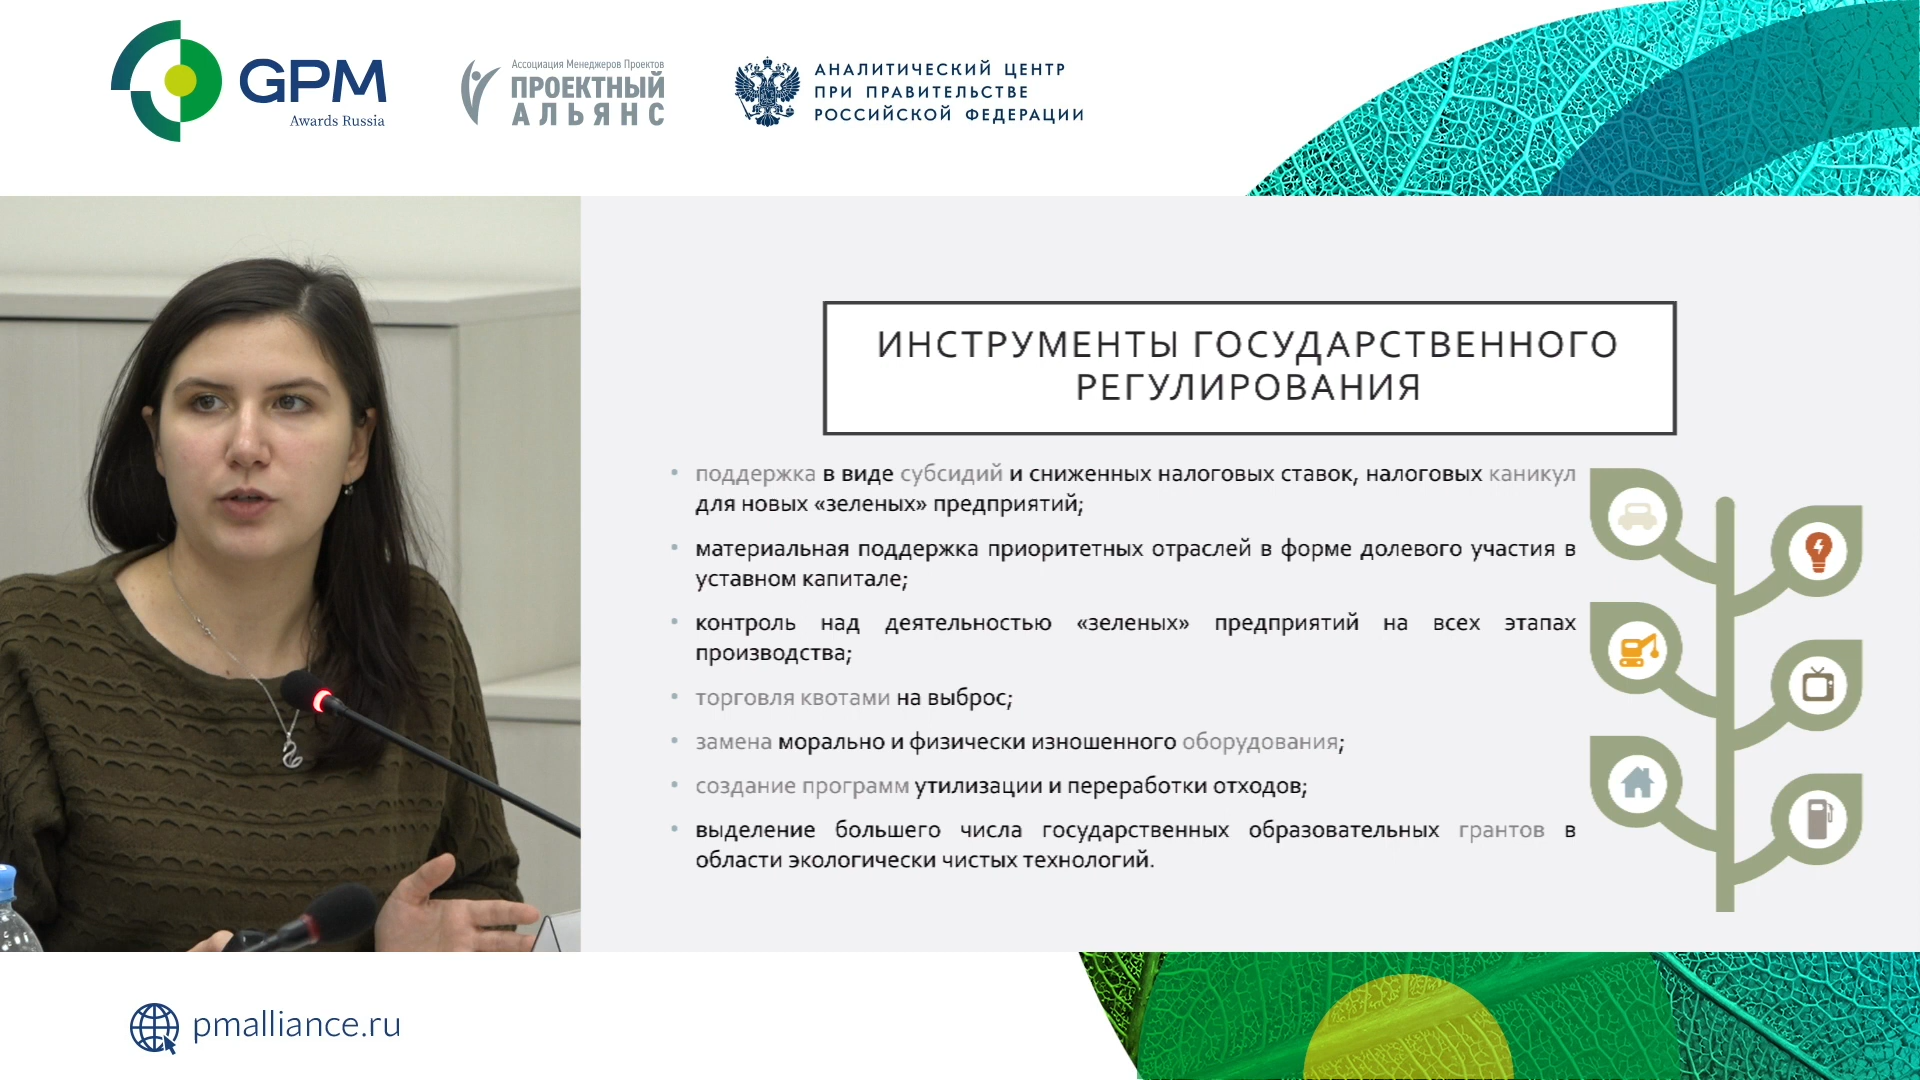 GPM
Awards Russia
Ассоциация Менеджеров Проектов
ПРОЕКТНЫЙ
АЛЬЯНС
АНАЛИТИЧЕСКИЙ ЦЕНТР
ПРИ ПРАВИТЕЛЬСТВЕ
РОССИЙСКОЙ ФЕДЕРАЦИИ
ИНСТРУМЕНТЫ ГОСУДАРСТВЕННОГО
РЕГУЛИРОВАНИЯ
• поддержка в виде субсидий и сниженных налоговых ставок, налоговых каникул
для новых «зеленых» предприятий;
• материальная поддержка приоритетных отраслей в форме долевого участия в
уставном капитале;
• контроль над деятельностью «зеленых» предприятий на всех этапах
производства;
• торговля квотами на выброс;
• замена морально и физически изношенного оборудования;
• создание программ утилизации и переработки отходов;
• выделение большего числа государственных образовательных грантов в
области экологически чистых технологий.
pmalliance.ru